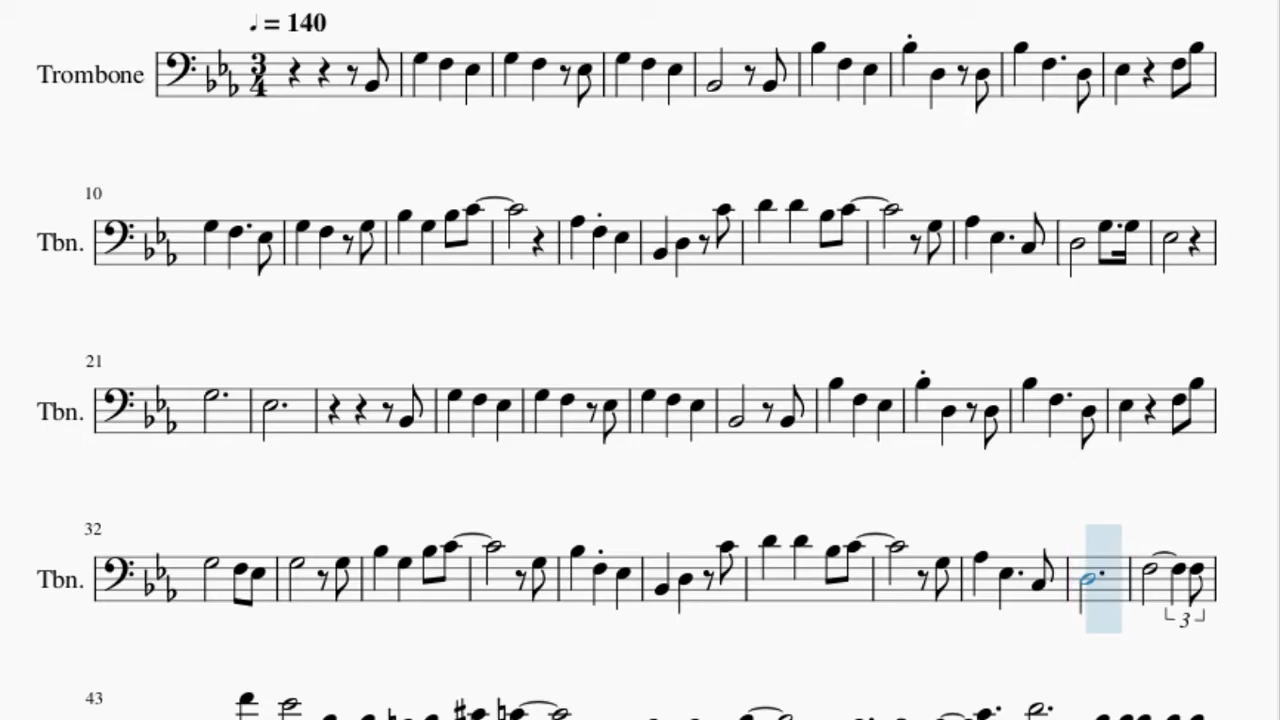 ♩ = 140
Trombone
3
4
10
Tbn.
21
Tbn.
32
Tbn.
3
43